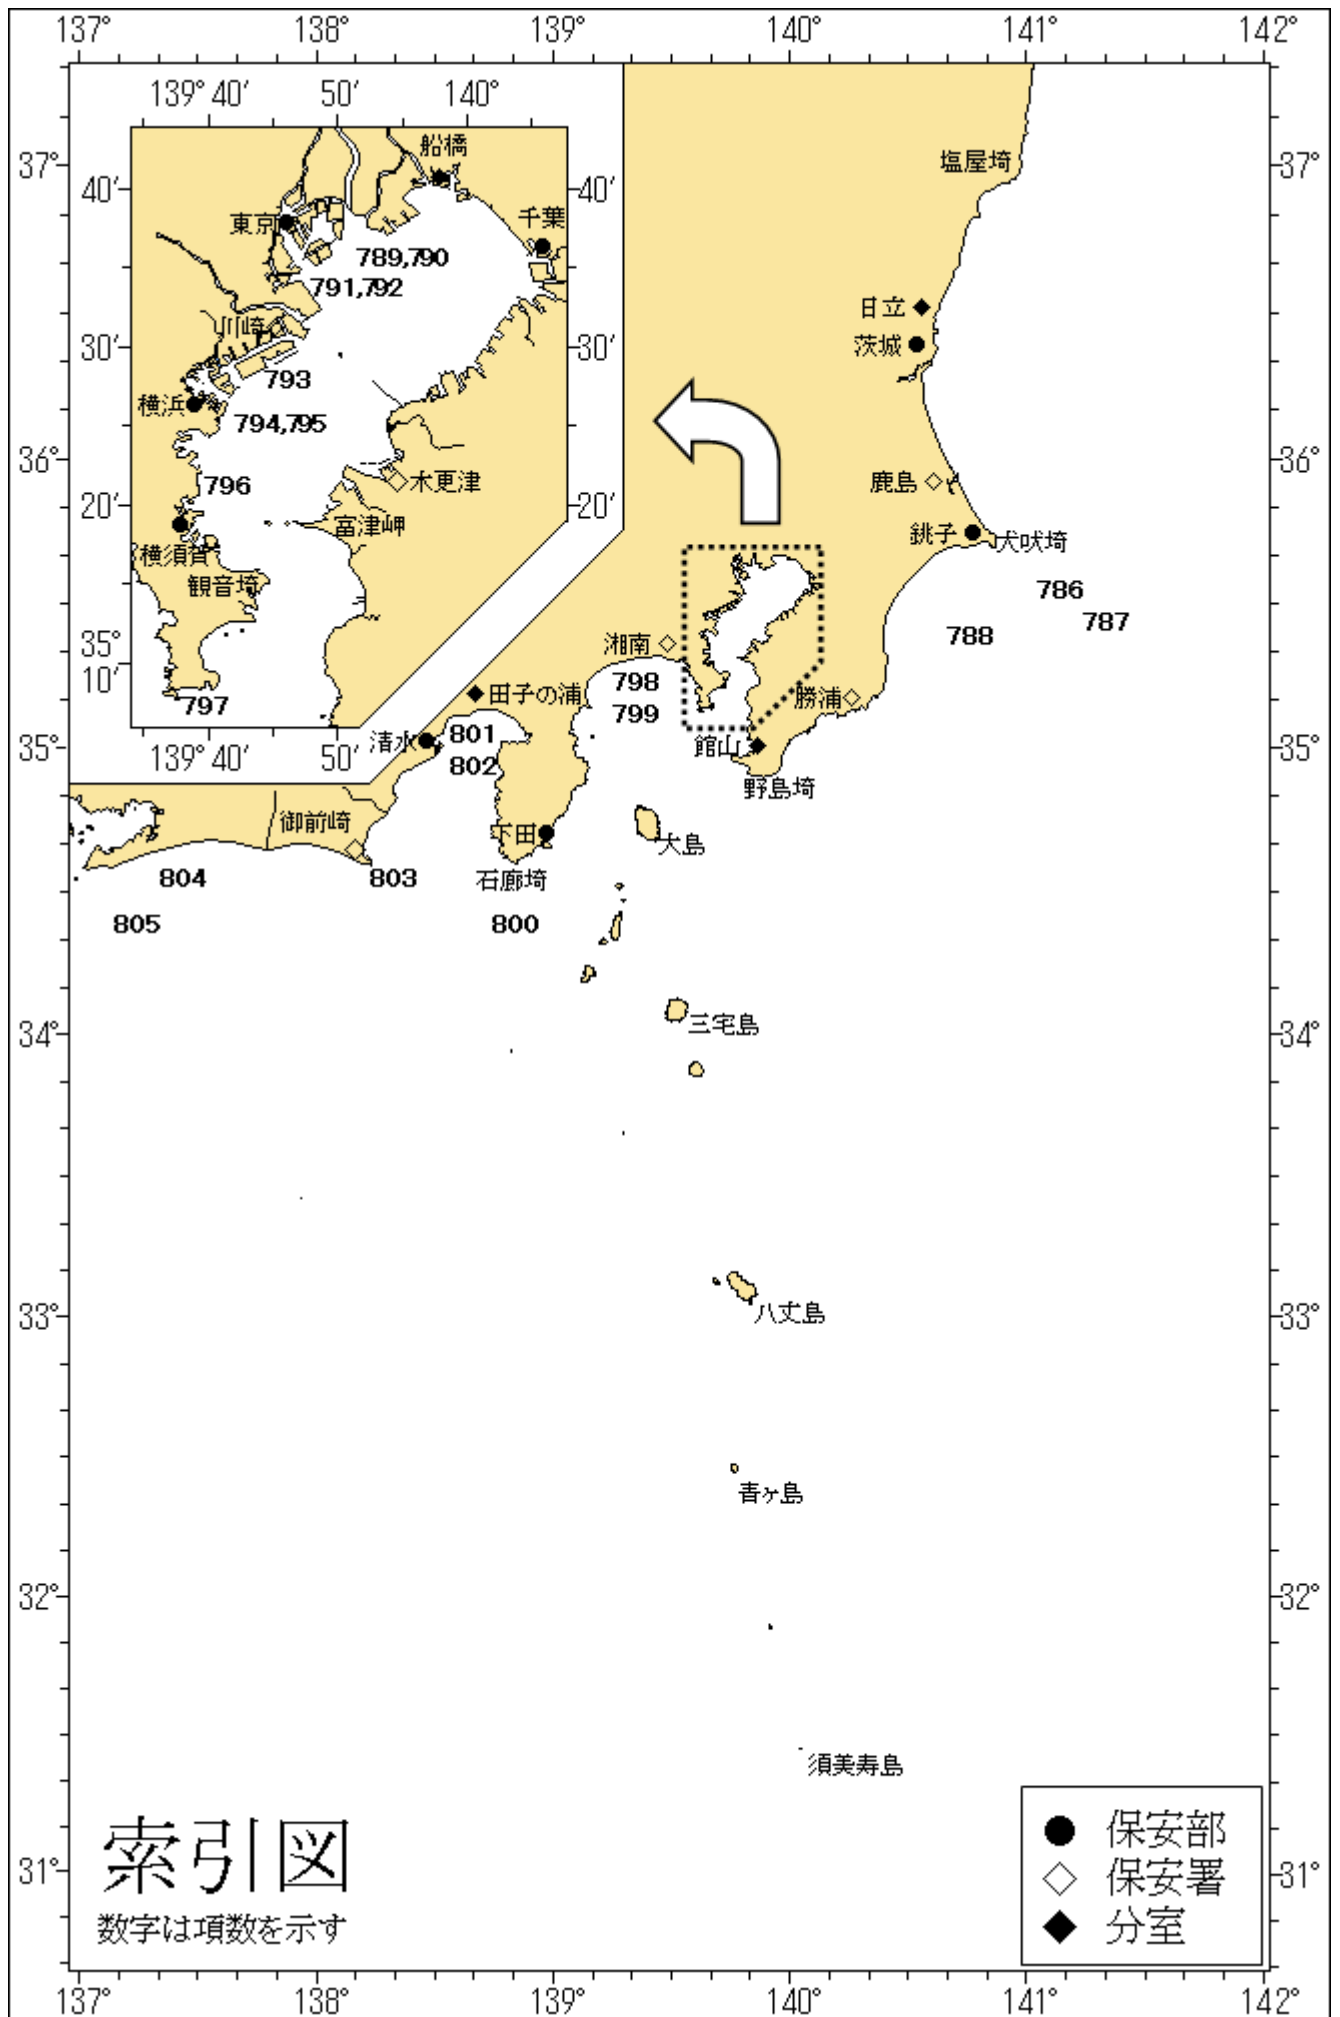 137° 138° 139° 140° 141° 142°
139° 40′ 50′ 140°
船橋
塩屋埼
37° 37°
40′ 40′
東京 千葉
789,790
791,792
日立
川崎
茨城
30′ 30′
793
横浜
794,795
36° 36°
796 木更津 鹿島
20′ 20′
富津岬
銚子 犬吠埼
横須賀
観音埼
786
787
788
35°
10′
湘南
798
797
田子の浦
799
勝浦
清水 801
35° 35°
館山
139° 40′ 50′
802
野島埼
御前崎 下田
大島
804 803 石廊埼
805 800
34° 34°
三宅島
33° 33°
八丈島
青ヶ島
32° 32°
須美寿島
索引図
数字は項数を示す
保安部
保安署
分室
31° 31°
137° 138° 139° 140° 141° 142°